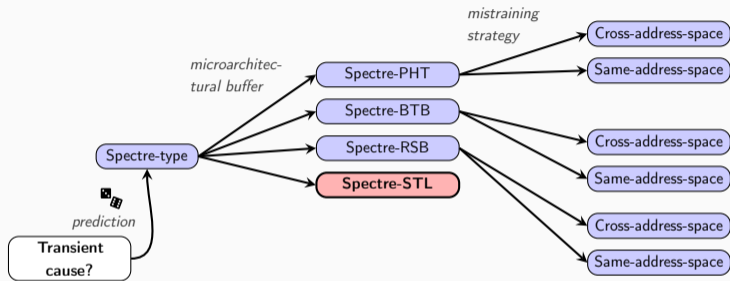 mistraining
strategy
Cross-address-space
Same-address-space
microarchitec-
tural buffer
Spectre-PHT
Spectre-BTB
Spectre-RSB
Spectre-STL
Cross-address-space
Same-address-space
Spectre-type
prediction
Cross-address-space
Same-address-space
Transient
cause?